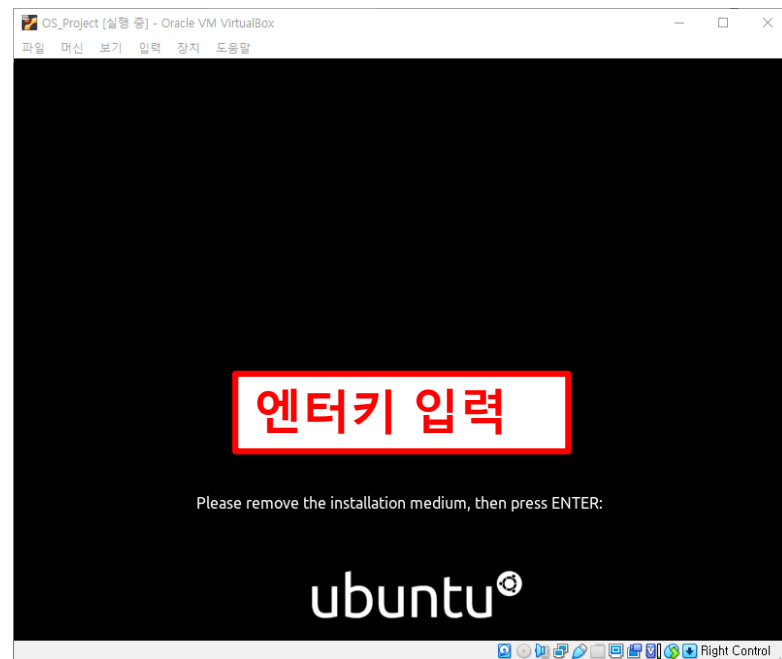 OS_Project [실행 중] - Oracle VM VirtualBox
파일 머신 보기 입력 장치 도움말
엔터키 입력
Please remove the installation medium, then press ENTER:
ubuntu
Right Control